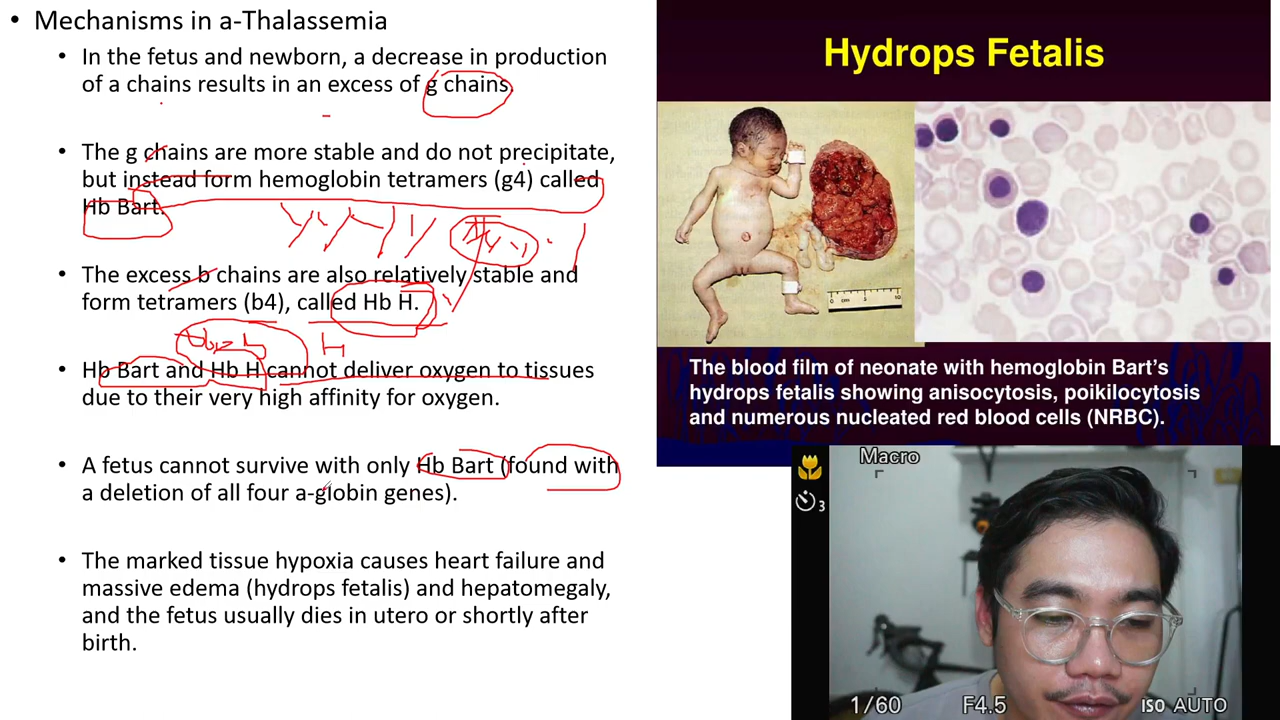 • Mechanisms in a-Thalassemia
• In the fetus and newborn, a decrease in production
of a chains results in an excess of g chains.
• The g chains are more stable and do not precipitate,
but instead form hemoglobin tetramers (g4) called
Hb Bart.
• The excess b chains are also relatively stable and
form tetramers (b4), called Hb H.
H
• Hb Bart and Hb H cannot deliver oxygen to tissues
due to their very high affinity for oxygen.
• A fetus cannot survive with only Hb Bart (found with
a deletion of all four a-globin genes).
• The marked tissue hypoxia causes heart failure and
massive edema (hydrops fetalis) and hepatomegaly,
and the fetus usually dies in utero or shortly after
birth.
Hydrops Fetalis
The blood film of neonate with hemoglobin Bart's
hydrops fetalis showing anisocytosis, poikilocytosis
and numerous nucleated red blood cells (NRBC).
Macro
3
1/60 F4.5 ISO AUTO